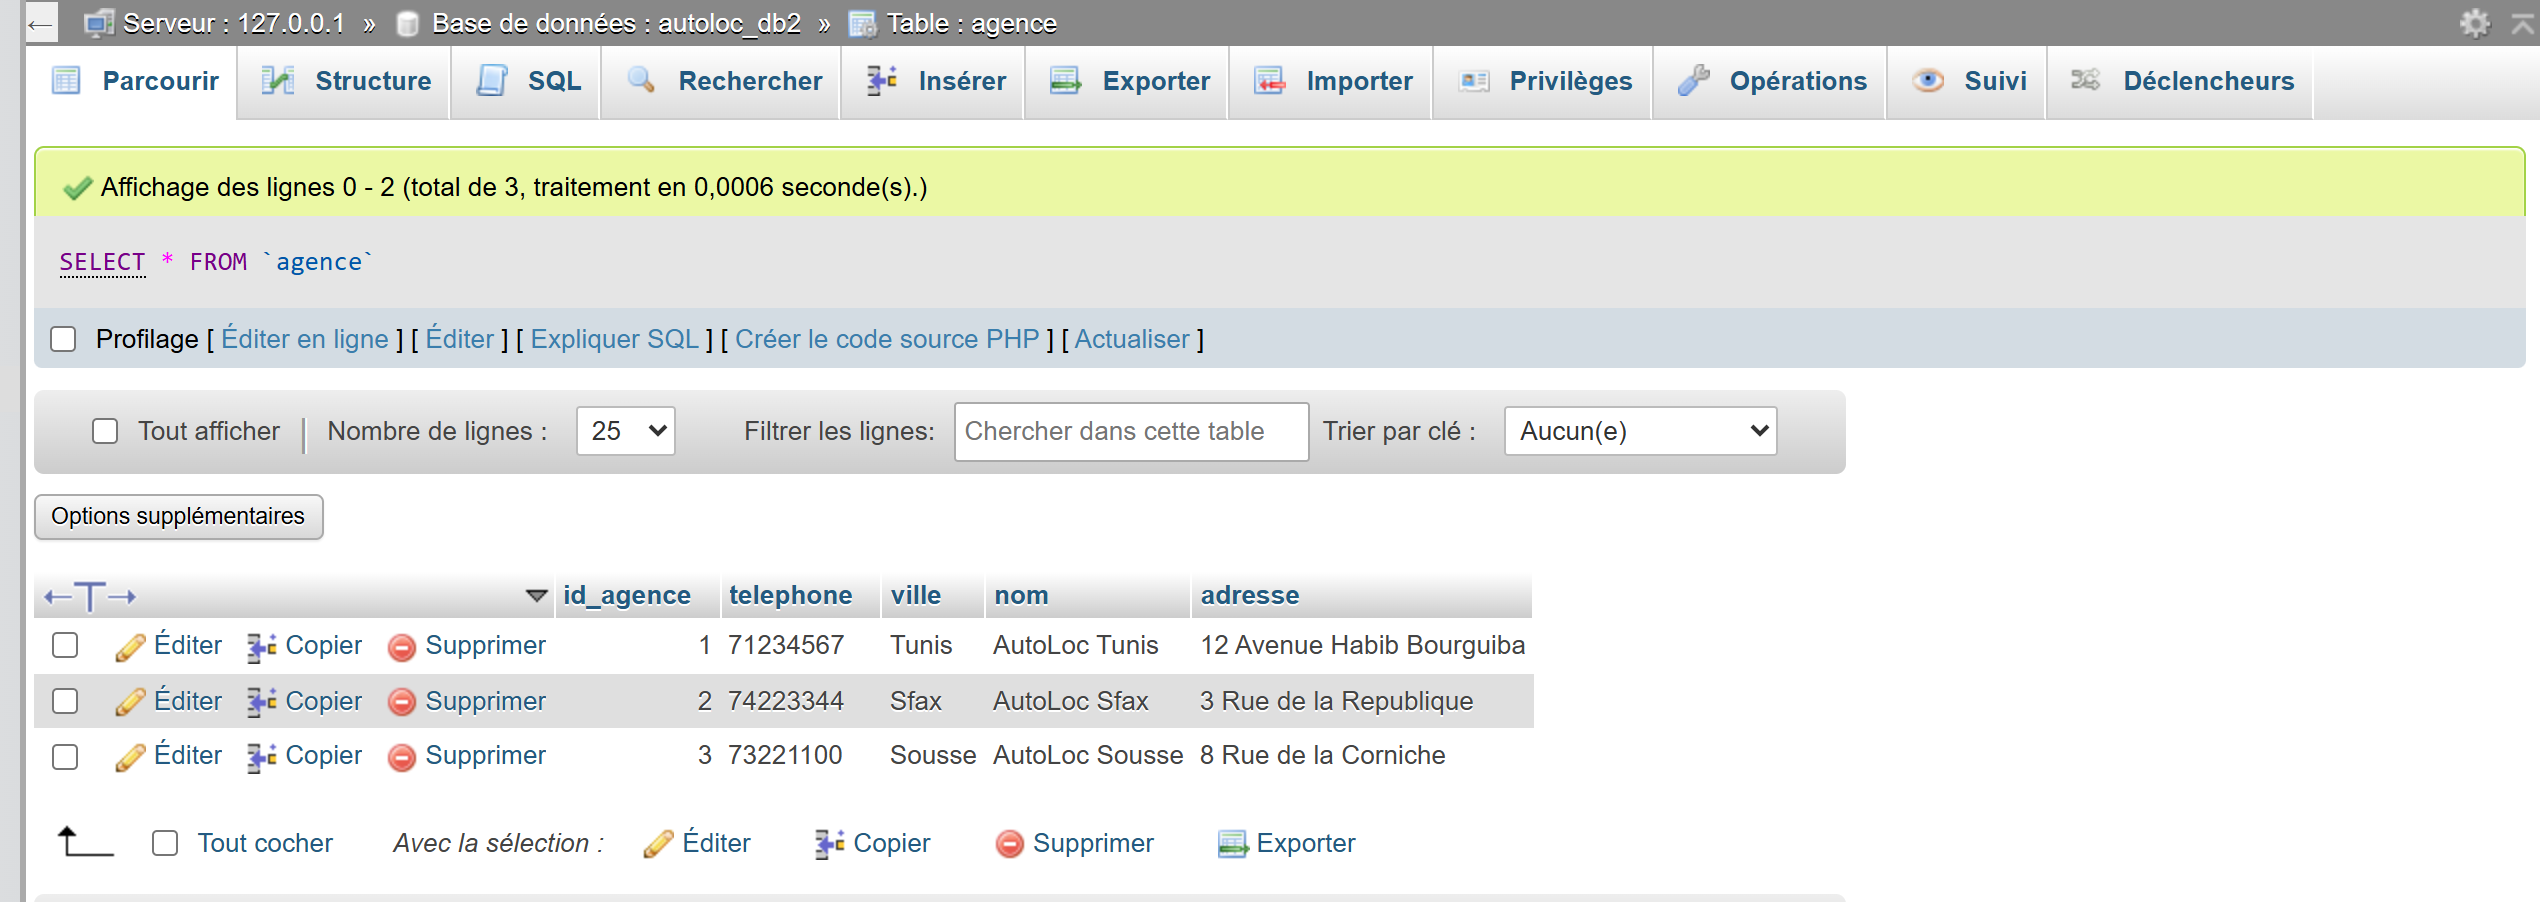 Serveur : 127.0.0.1 » Base de données : autoloc_db2 » Table : agence
Parcourir Structure SQL Rechercher Insérer Exporter Importer Privilèges Opérations Suivi Déclencheurs
Affichage des lignes 0 - 2 (total de 3, traitement en 0,0006 seconde(s).)
SELECT * FROM `agence`
Profilage [ Éditer en ligne ] [ Éditer ] [ Expliquer SQL ] [ Créer le code source PHP ] [ Actualiser ]
Tout afficher | Nombre de lignes : 25 Filtrer les lignes: Chercher dans cette table Trier par clé : Aucun(e)
Options supplémentaires
←T→ id_agence telephone ville nom adresse
Éditer Copier Supprimer 1 71234567 Tunis AutoLoc Tunis 12 Avenue Habib Bourguiba
Éditer Copier Supprimer 2 74223344 Sfax AutoLoc Sfax 3 Rue de la Republique
Éditer Copier Supprimer 3 73221100 Sousse AutoLoc Sousse 8 Rue de la Corniche
Tout cocher Avec la sélection : Éditer Copier Supprimer Exporter